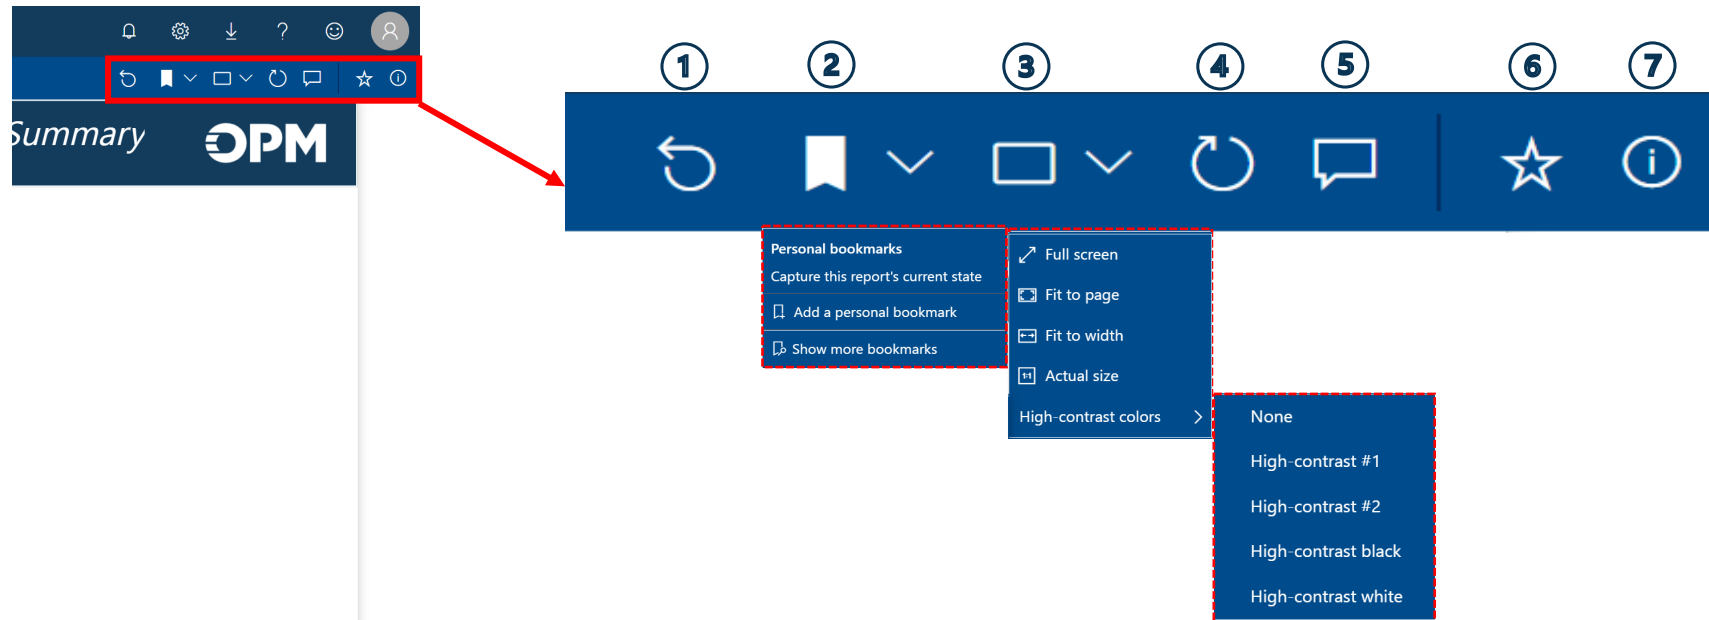 Summary
OPM
1 2 3 4 5 6 7
Personal bookmarks
Capture this report's current state
Add a personal bookmark
Show more bookmarks
Full screen
Fit to page
Fit to width
1:1 Actual size
High-contrast colors
None
High-contrast #1
High-contrast #2
High-contrast black
High-contrast white